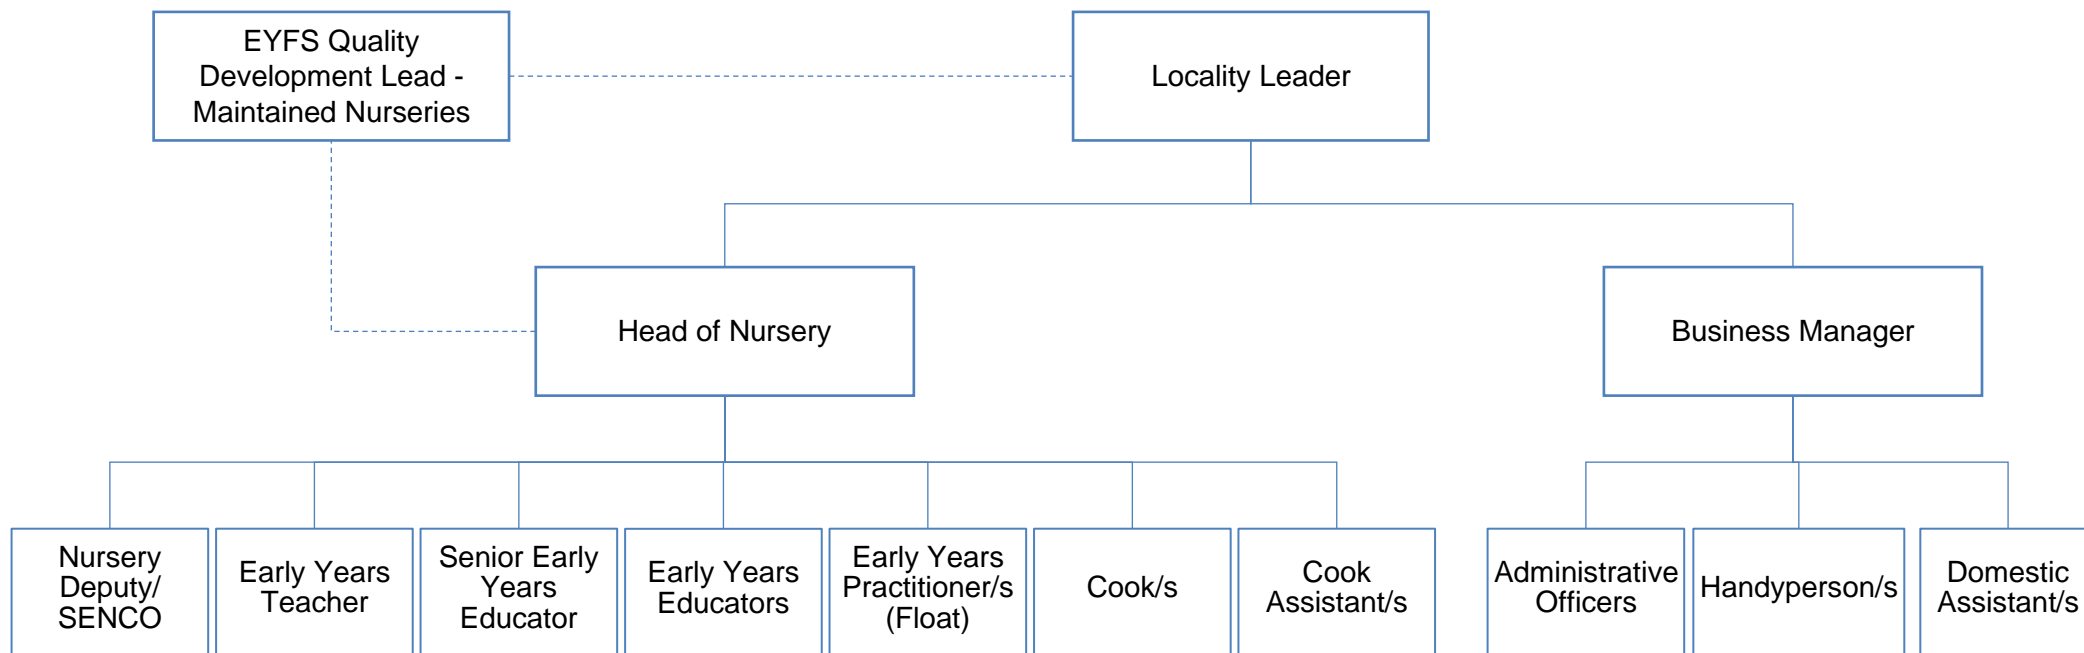 EYFS Quality
Development Lead -
Maintained Nurseries
Locality Leader
Head of Nursery
Business Manager
Nursery
Deputy/
SENCO
Early Years
Teacher
Senior Early
Years
Educator
Early Years
Educators
Early Years
Practitioner/s
(Float)
Cook/s
Cook
Assistant/s
Administrative
Officers
Handyperson/s
Domestic
Assistant/s